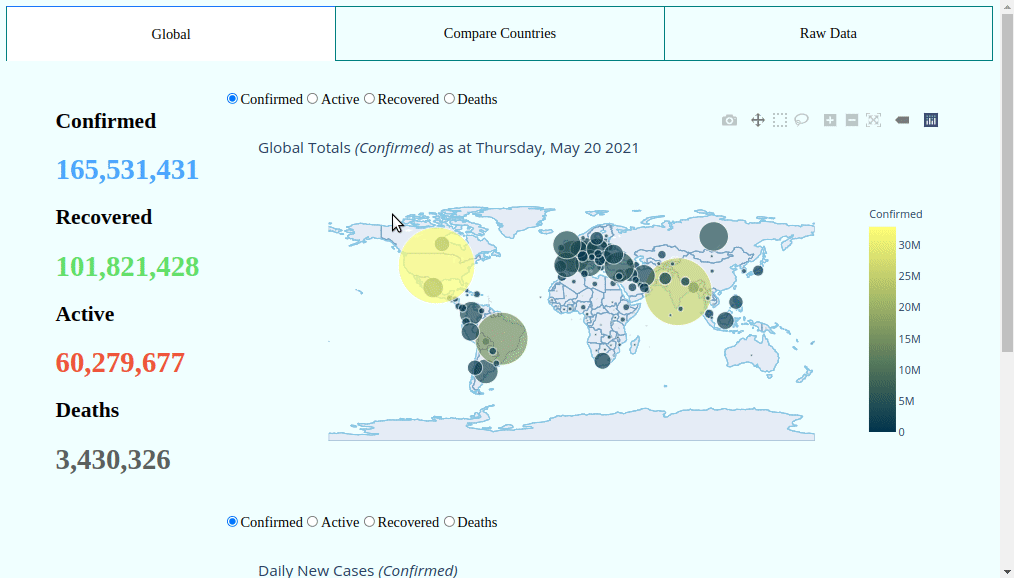 Global Compare Countries Raw Data
Confirmed Active Recovered Deaths
Confirmed
165,531,431
Recovered
101,821,428
Active
60,279,677
Deaths
3,430,326
Global Totals (Confirmed) as at Thursday, May 20 2021
Confirmed
30M
25M
20M
15M
10M
5M
0
Confirmed Active Recovered Deaths
Daily New Cases (Confirmed)